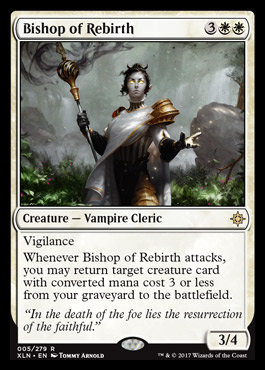 Bishop of Rebirth 3
Creature — Vampire Cleric
Vigilance
Whenever Bishop of Rebirth attacks,
you may return target creature card
with converted mana cost 3 or less
from your graveyard to the battlefield.
“In the death of the foe lies the resurrection
of the faithful.”
3/4
005/279 R
XLN • EN Tommy Arnold
™ & © 2017 Wizards of the Coast